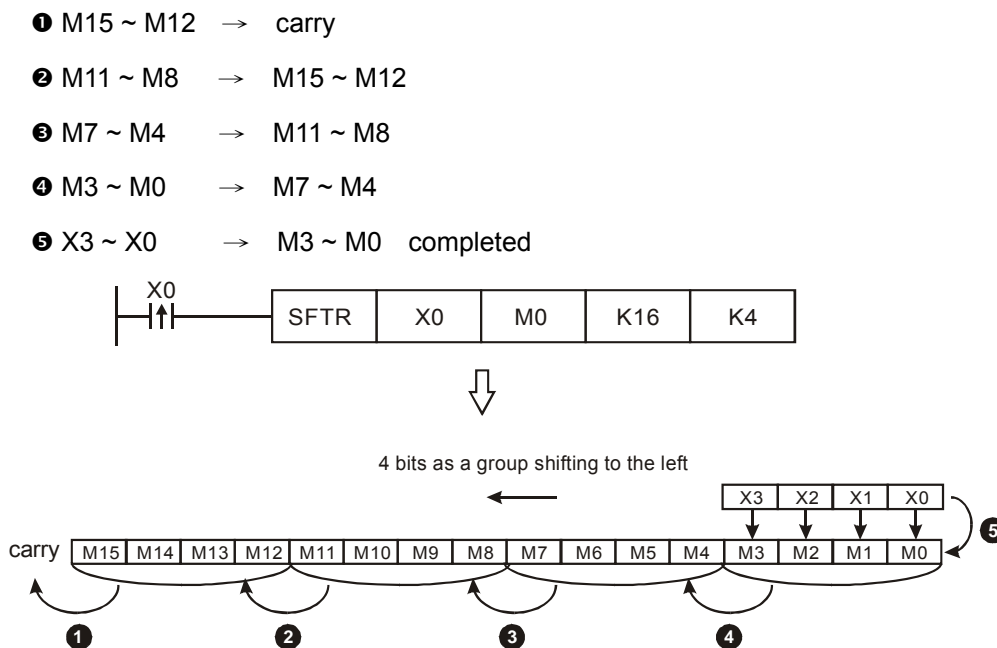 ❶ M15 ~ M12 → carry
❷ M11 ~ M8 → M15 ~ M12
❸ M7 ~ M4 → M11 ~ M8
❹ M3 ~ M0 → M7 ~ M4
❺ X3 ~ X0 → M3 ~ M0 completed
X0
SFTR X0 M0 K16 K4
4 bits as a group shifting to the left
X3 X2 X1 X0
❺
carry M15 M14 M13 M12 M11 M10 M9 M8 M7 M6 M5 M4 M3 M2 M1 M0
❶ ❷ ❸ ❹